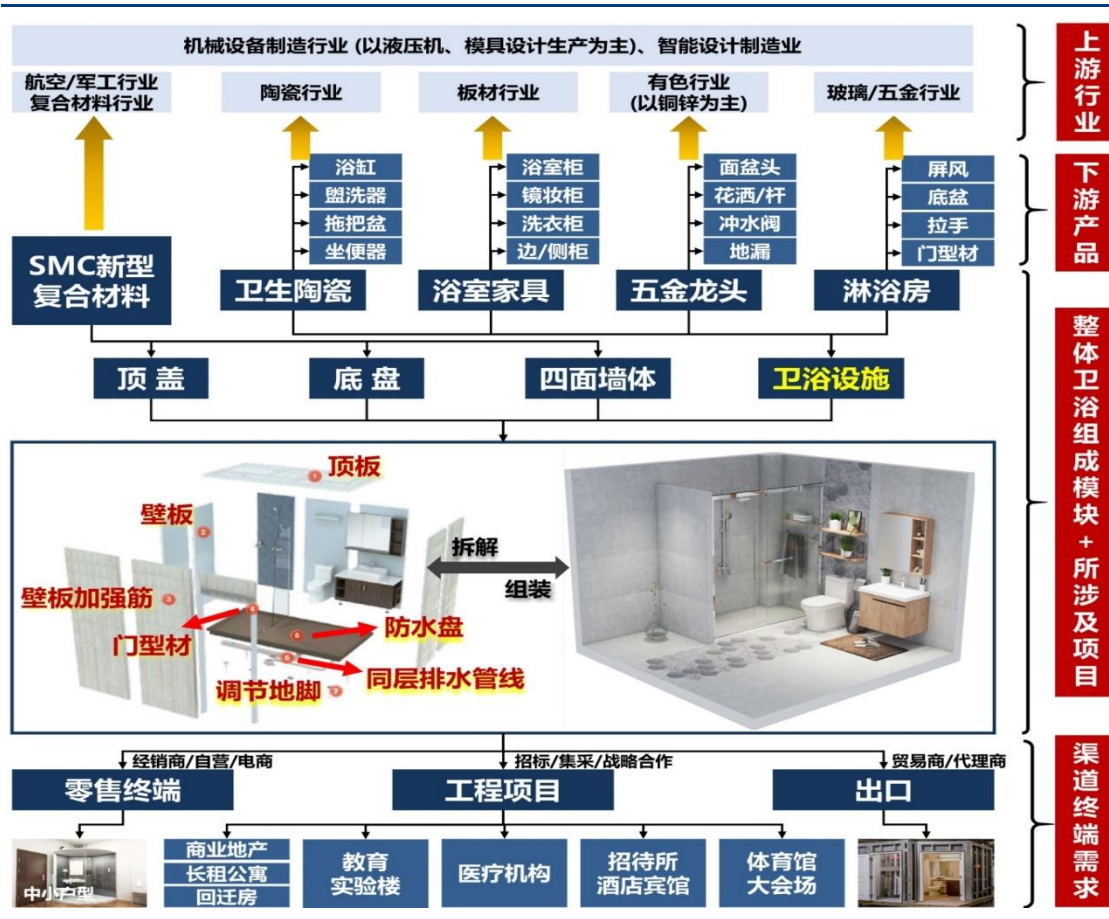 机械设备制造行业 (以液压机、模具设计生产为主)、智能设计制造业
航空/军工行业
复合材料行业
陶瓷行业
板材行业
有色行业
(以铜锌为主)
玻璃/五金行业
上游行业
浴缸
盥洗器
拖把盆
坐便器
浴室柜
镜妆柜
洗衣柜
边/侧柜
面盆头
花洒/杆
冲水阀
地漏
屏风
底盆
拉手
门型材
下游产品
SMC新型
复合材料
卫生陶瓷
浴室家具
五金龙头
淋浴房
顶盖
底盘
四面墙体
卫浴设施
整体卫浴组成模块+所涉及项目
1
顶板
壁板
2
壁板加强筋
3
门型材
4
5
防水盘
6
同层排水管线
调节地脚
7
拆解
组装
经销商/自营/电商
招标/集采/战略合作
贸易商/代理商
零售终端
工程项目
出口
渠道终端需求
中小户型
商业地产
长租公寓
回迁房
教育
实验楼
医疗机构
招待所
酒店宾馆
体育馆
大会场